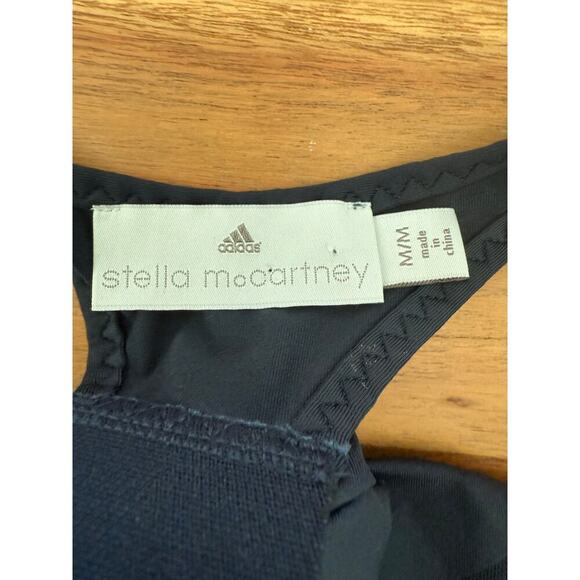 adidas
stella mccartney
M/M
made
in
china